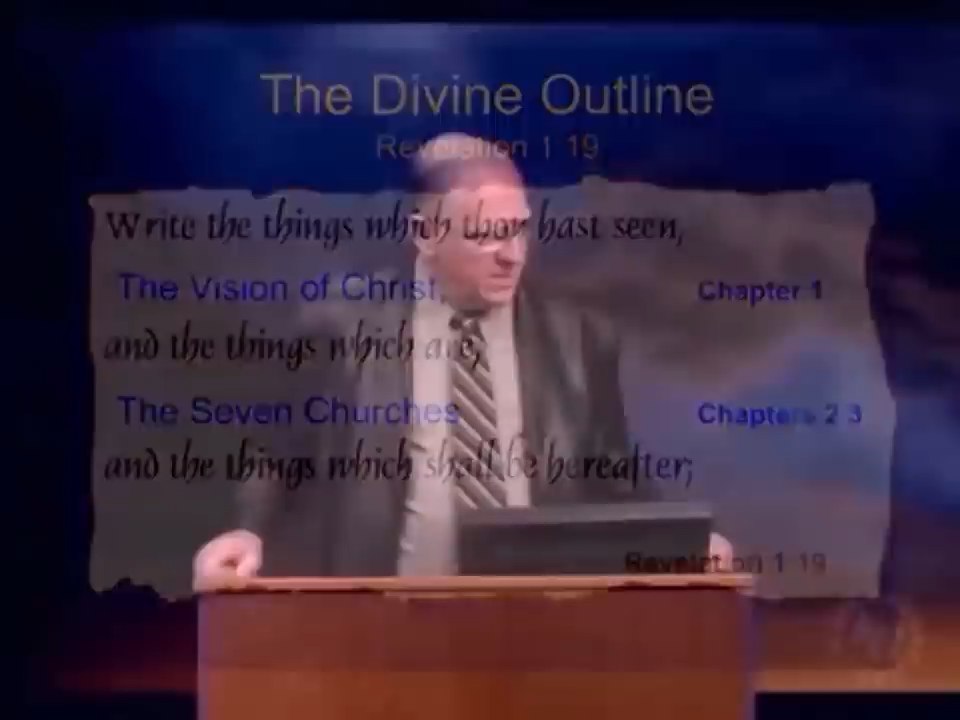 The Divine Outline
Revelation 1 19
Write the things which thou hast seen,
The Vision of Christ, Chapter 1
and the things which are,
The Seven Churches Chapters 2 3
and the things which shall be hereafter;
Revelation 1 19